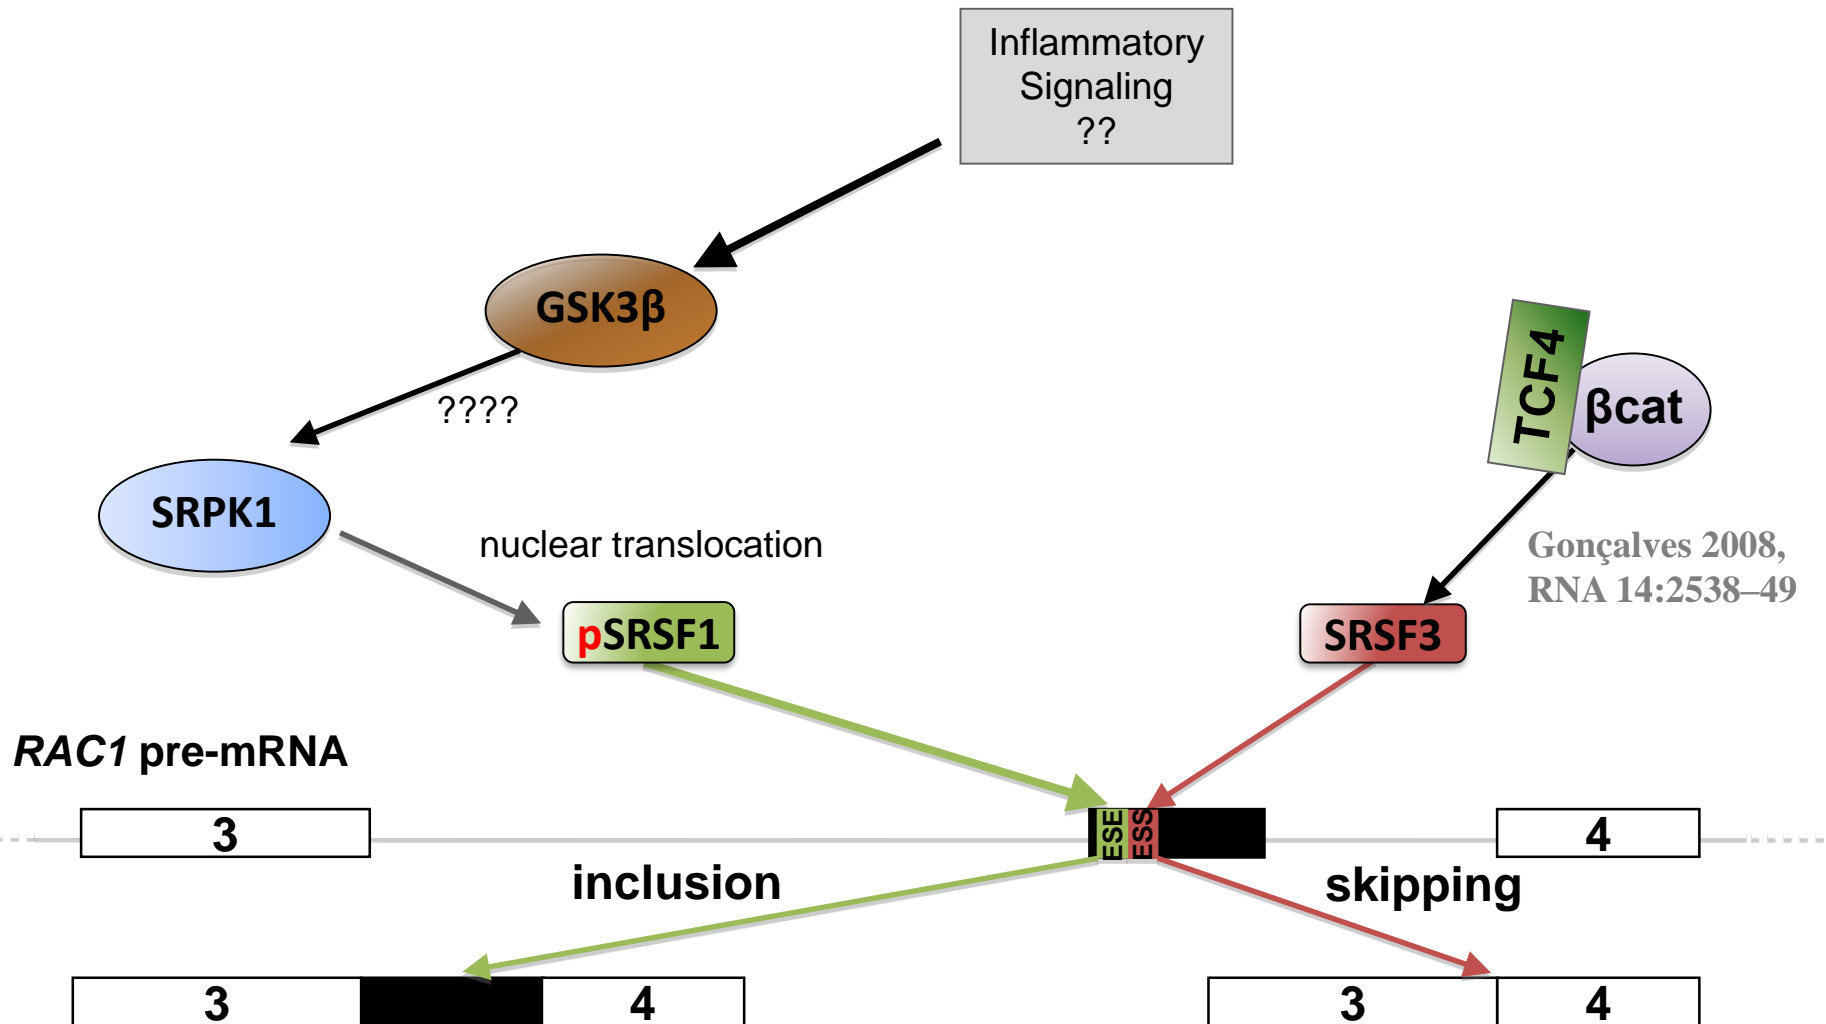 Inflammatory
Signaling
??
GSK3β
????
TCF4
βcat
SRPK1
nuclear translocation
Gonçalves 2008,
RNA 14:2538–49
pSRSF1
SRSF3
RAC1 pre-mRNA
3
ESE
ESS
4
inclusion
skipping
3
4
3
4